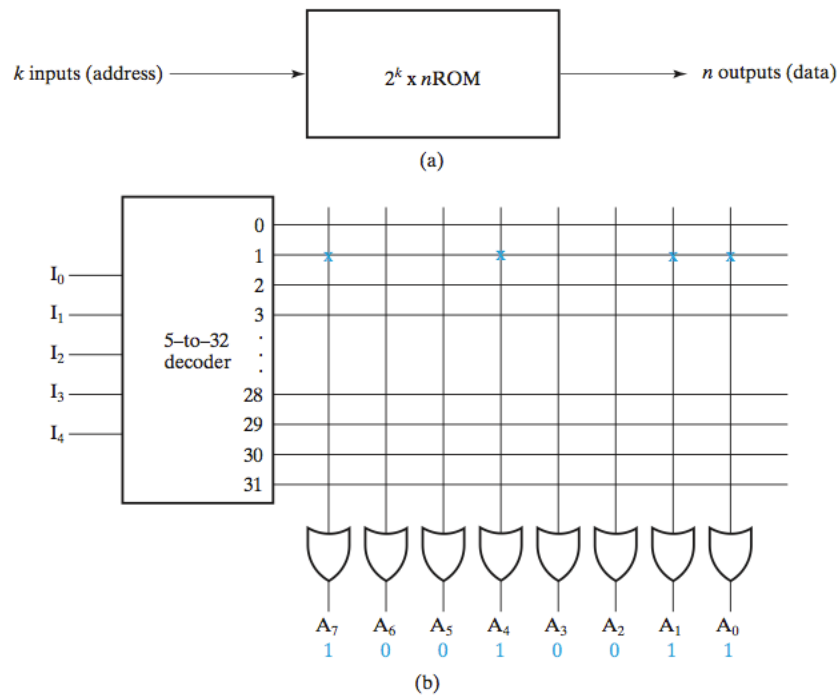 k inputs (address)
2ᵏ x nROM
n outputs (data)
(a)
0
1
I₀
2
I₁
3
5–to–32
decoder
.
.
.
I₂
I₃
28
29
I₄
30
31
A₇ A₆ A₅ A₄ A₃ A₂ A₁ A₀
1 0 0 1 0 0 1 1
(b)